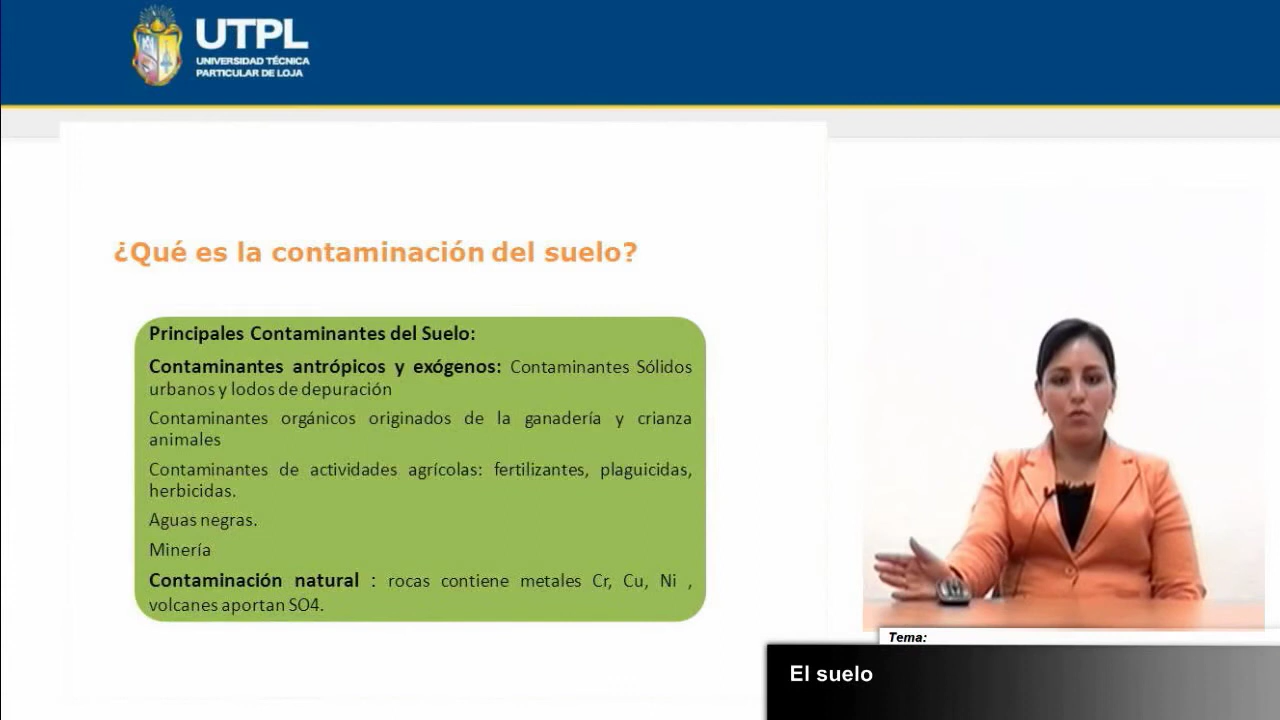 UTPL
UNIVERSIDAD TÉCNICA
PARTICULAR DE LOJA
¿Qué es la contaminación del suelo?
Principales Contaminantes del Suelo:
Contaminantes antrópicos y exógenos: Contaminantes Sólidos
urbanos y lodos de depuración
Contaminantes orgánicos originados de la ganadería y crianza
animales
Contaminantes de actividades agrícolas: fertilizantes, plaguicidas,
herbicidas.
Aguas negras.
Minería
Contaminación natural : rocas contiene metales Cr, Cu, Ni ,
volcanes aportan SO4.
Tema:
El suelo